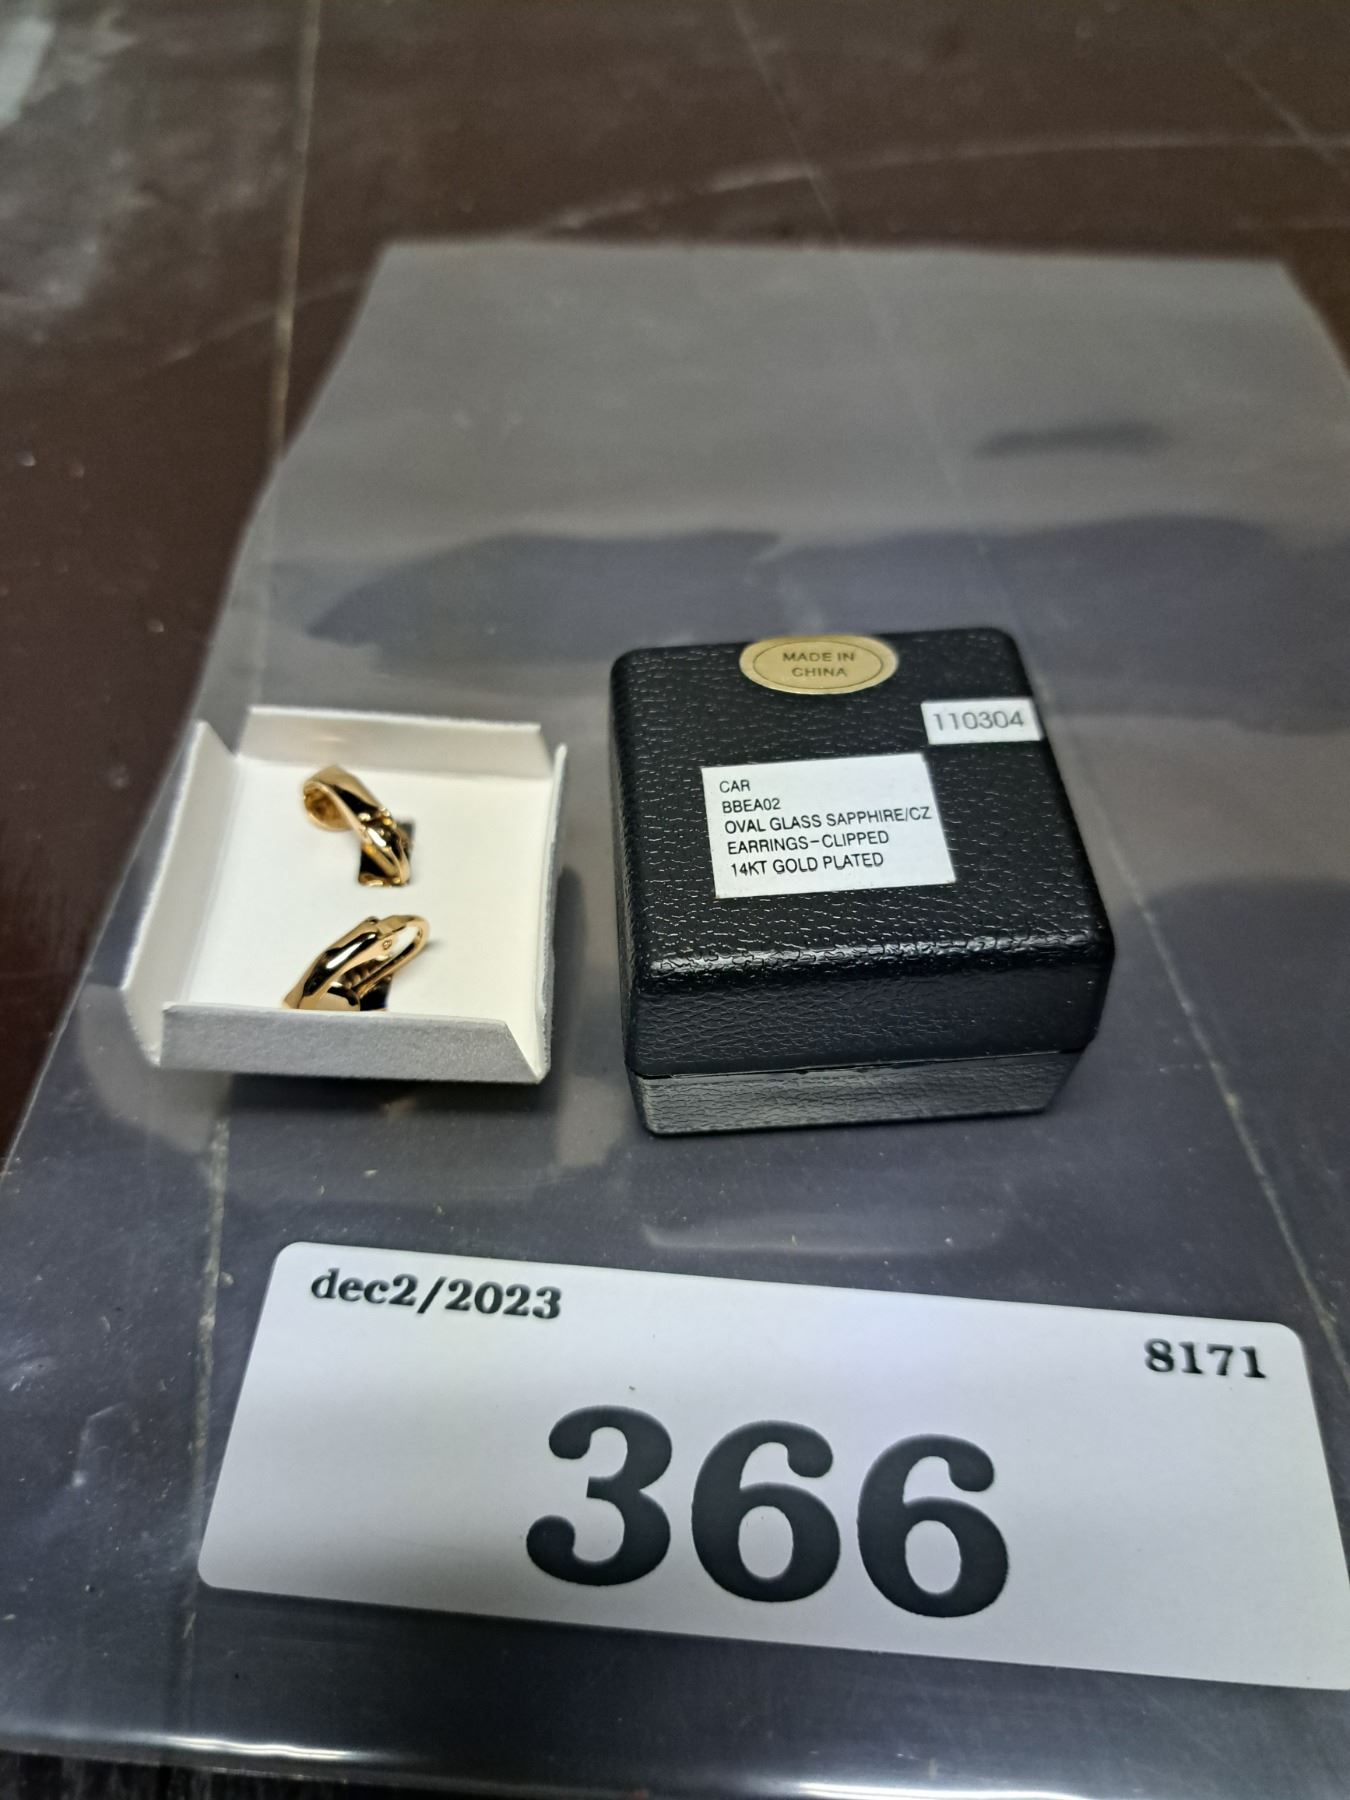 MADE IN
CHINA
110304
CAR
BBEA02
OVAL GLASS SAPPHIRE/CZ
EARRINGS-CLIPPED
14KT GOLD PLATED
dec2/2023
8171
366